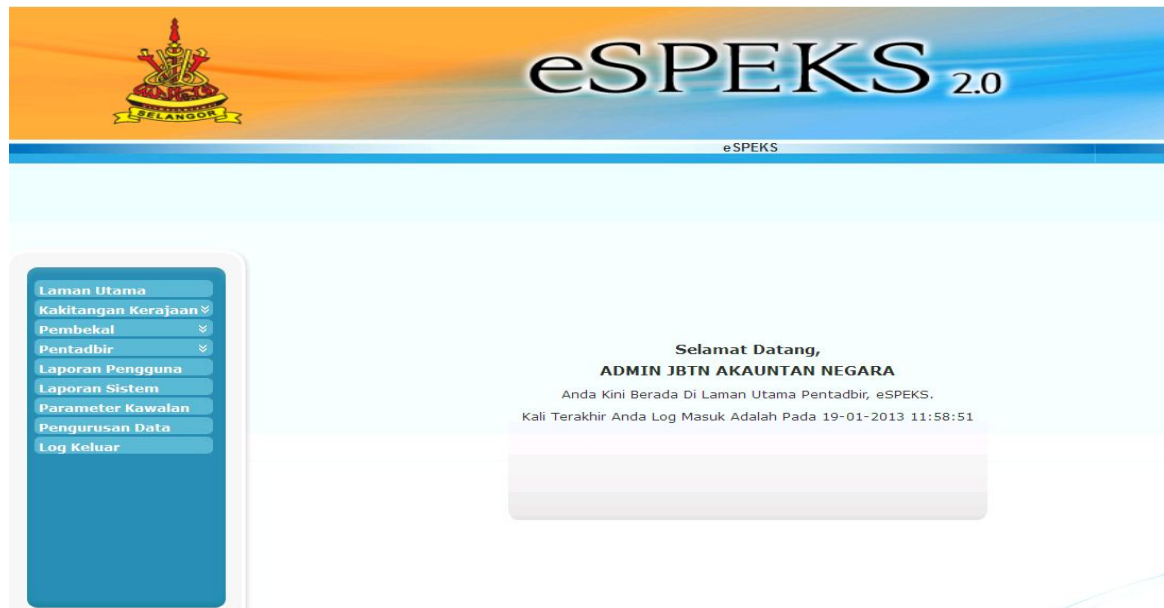 SELANGOR
eSPEKS 2.0
eSPEKS
Laman Utama
Kakitangan Kerajaan
Pembekal
Pentadbir
Laporan Pengguna
Laporan Sistem
Parameter Kawalan
Pengurusan Data
Log Keluar
Selamat Datang,
ADMIN JBTN AKAUNTAN NEGARA
Anda Kini Berada Di Laman Utama Pentadbir, eSPEKS.
Kali Terakhir Anda Log Masuk Adalah Pada 19-01-2013 11:58:51